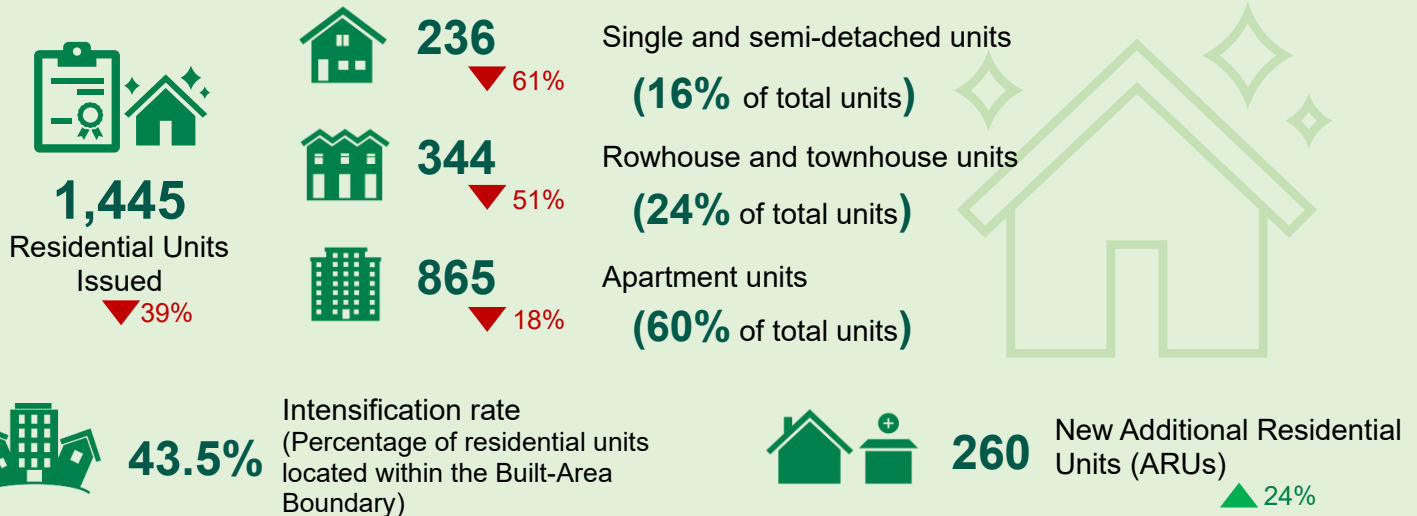 1,445
Residential Units
Issued
39%
236
61%
Single and semi-detached units
(16% of total units)
344
51%
Rowhouse and townhouse units
(24% of total units)
865
18%
Apartment units
(60% of total units)
43.5%
Intensification rate
(Percentage of residential units
located within the Built-Area
Boundary)
260
New Additional Residential
Units (ARUs)
24%